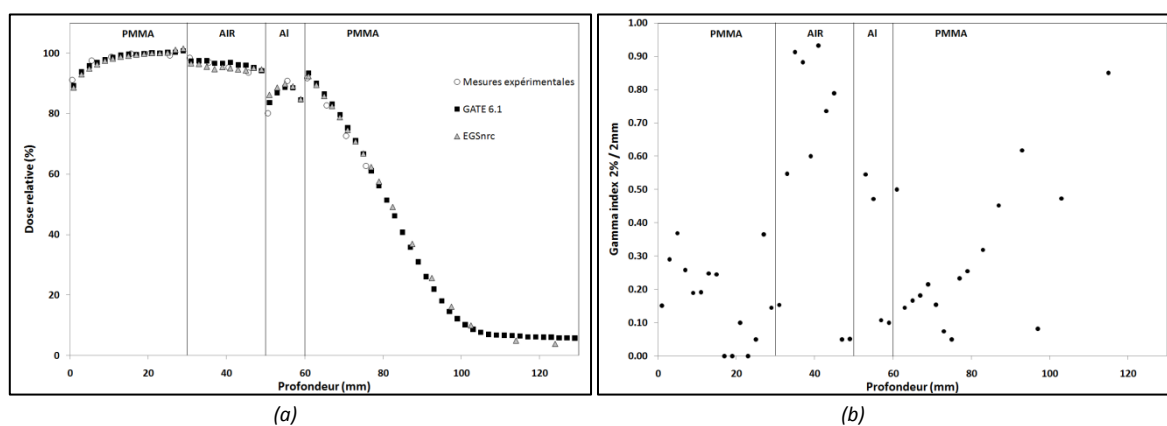 PMMA AIR Al PMMA
Dose relative (%)
100
80
60
40
20
0
0 20 40 60 80 100 120
Profondeur (mm)
Mesures expérimentales
GATE 6.1
EGSnrc
(a)
PMMA AIR Al PMMA
Gamma index 2% / 2mm
1.00
0.90
0.80
0.70
0.60
0.50
0.40
0.30
0.20
0.10
0.00
0 20 40 60 80 100 120
Profondeur (mm)
(b)